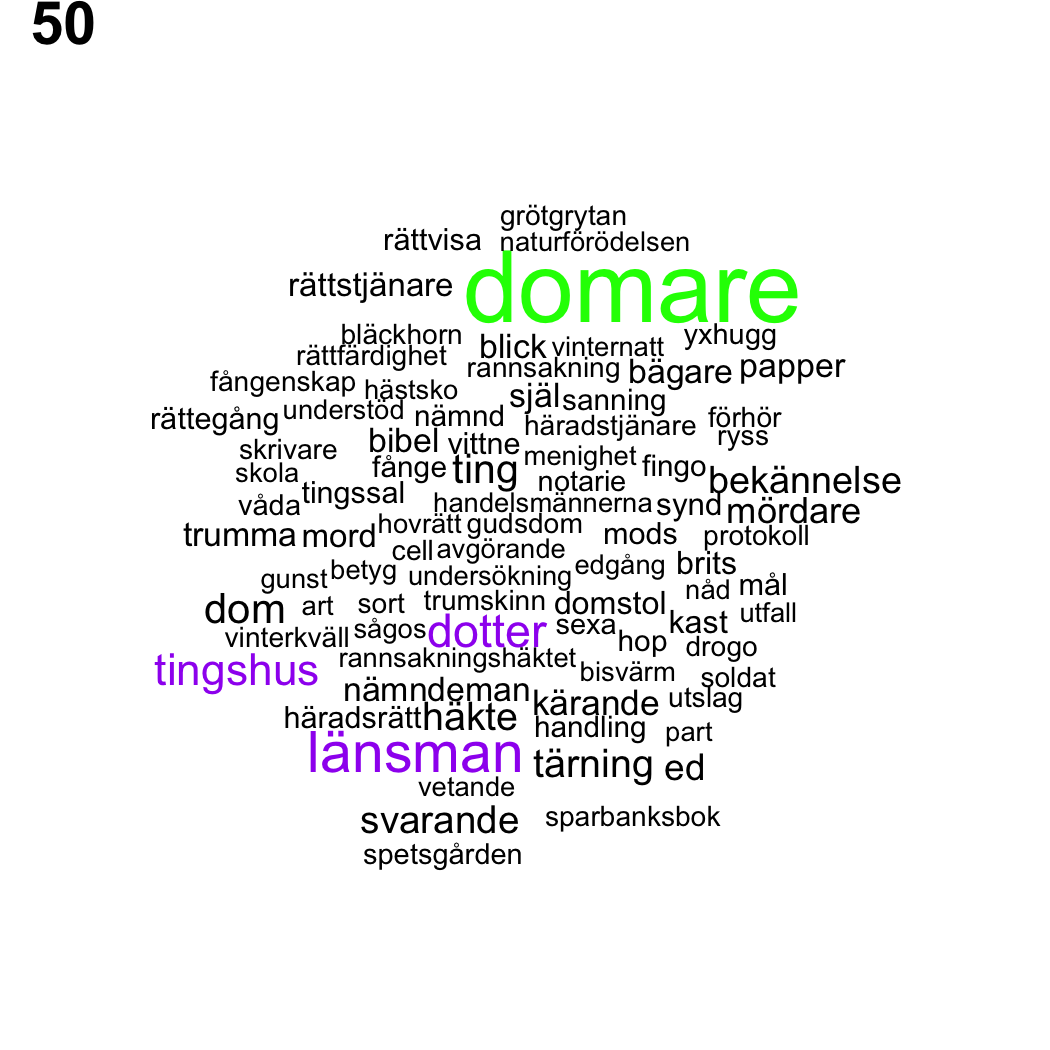 50
grötgrytan
rättvisa naturförödelsen
rättstjänare domare
bläckhorn blick vinternatt yxhugg
rättfärdighet rannsakning bägare papper
fångenskap hästsko själ sanning
rättegång understöd nämnd häradstjänare förhör
skrivare bibel vittne menighet ryss
skola fånge ting notarie fingo bekännelse
våda tingssal handelsmännerna synd mördare
trumma mord hovrätt gudsdom mods protokoll
cell avgörande
gunst betyg undersökning edgång brits nåd mål
dom art sort trumskinn domstol kast utfall
vinterkväll sågos dotter sexa hop drogo
tingshus rannsakningshäktet bisvärm soldat
nämndeman kärande utslag
häradsrätt häkte handling part
länsman tärning ed
vetande
svarande sparbanksbok
spetsgården